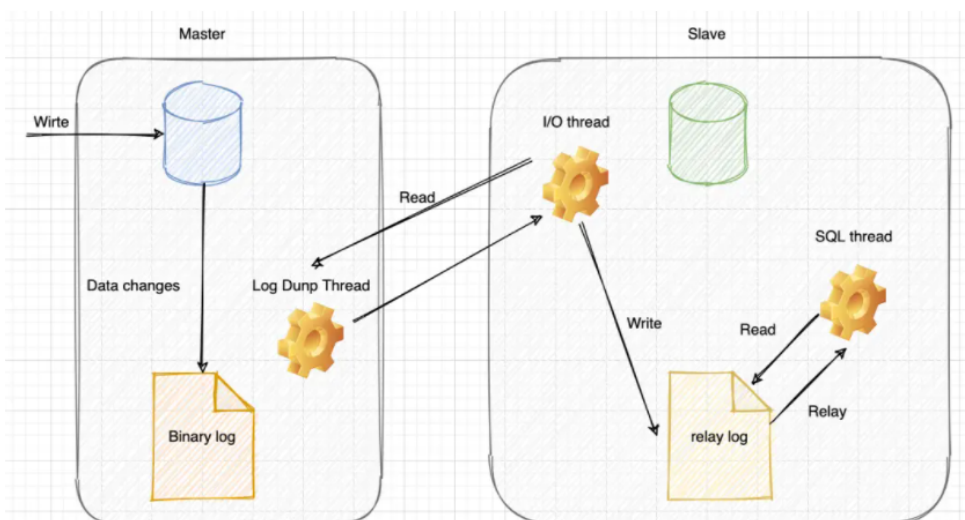 Master
Slave
Wirte
I/O thread
Read
SQL thread
Data changes
Log Dunp Thread
Write
Read
Relay
Binary log
relay log